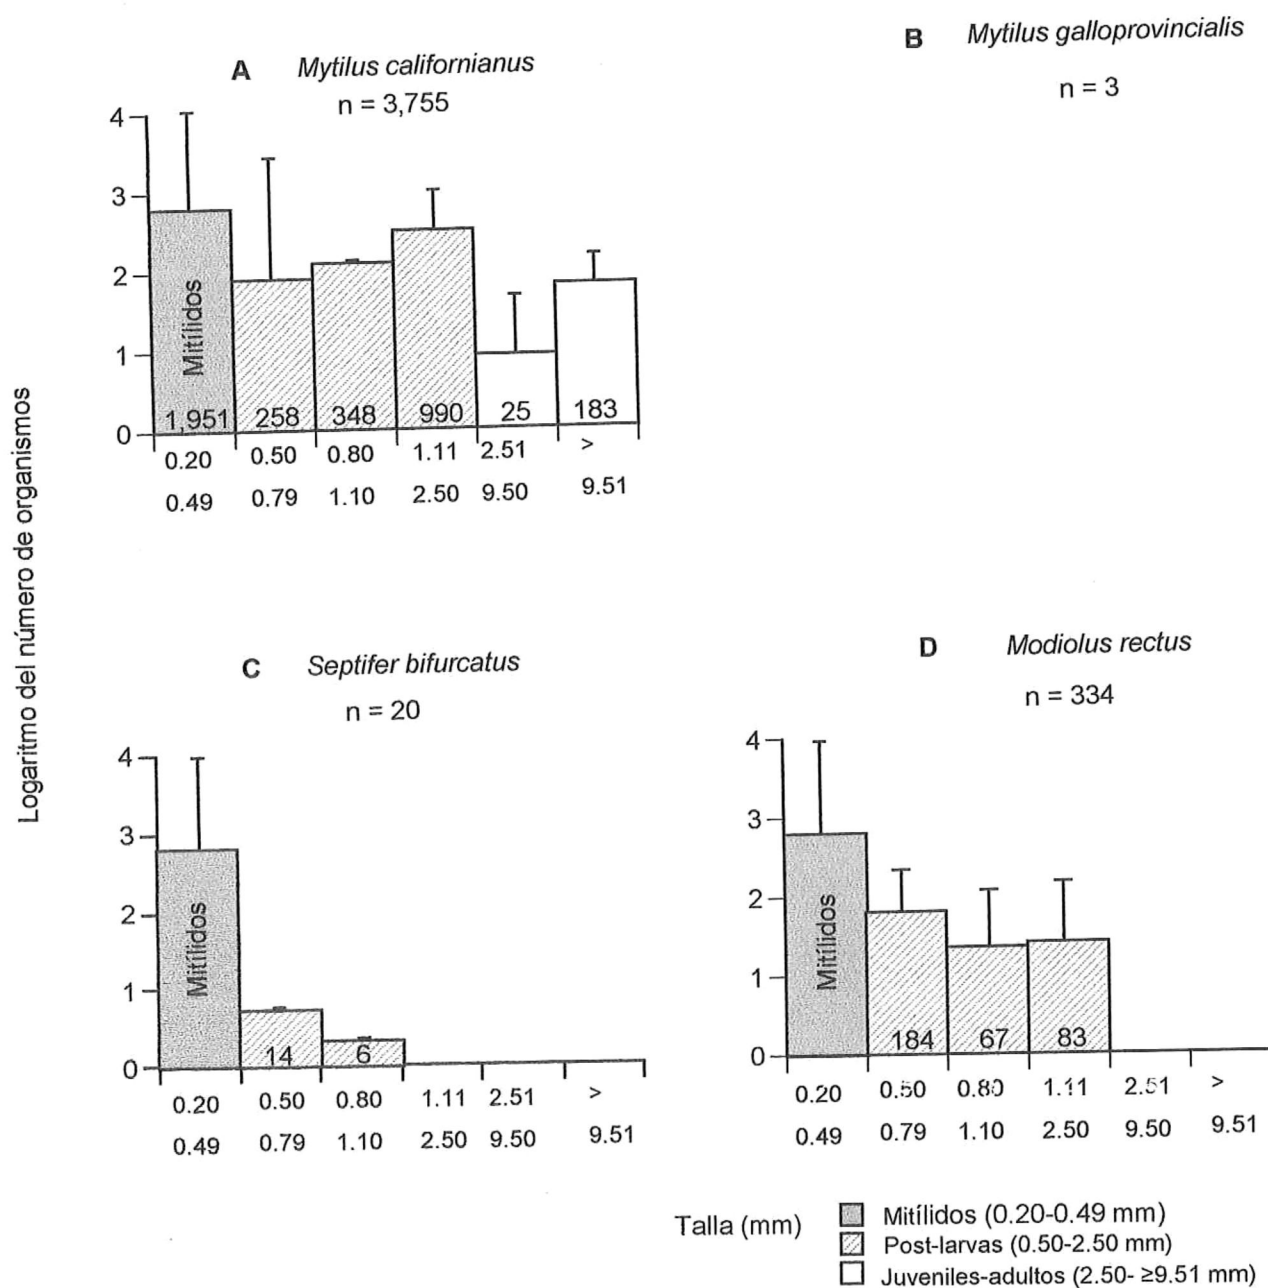 B Mytilus galloprovincialis
n = 3
A Mytilus californianus
n = 3,755
4
3
2
1
0
Mitílidos
1,951 258 348 990 25 183
0.20 0.50 0.80 1.11 2.51 >
0.49 0.79 1.10 2.50 9.50 9.51
Logaritmo del número de organismos
C Septifer bifurcatus
n = 20
4
3
2
1
0
Mitílidos
14 6
0.20 0.50 0.80 1.11 2.51 >
0.49 0.79 1.10 2.50 9.50 9.51
D Modiolus rectus
n = 334
4
3
2
1
0
Mitílidos
184 67 83
0.20 0.50 0.80 1.11 2.51 >
0.49 0.79 1.10 2.50 9.50 9.51
Talla (mm)
Mitílidos (0.20-0.49 mm)
Post-larvas (0.50-2.50 mm)
Juveniles-adultos (2.50- ≥9.51 mm)